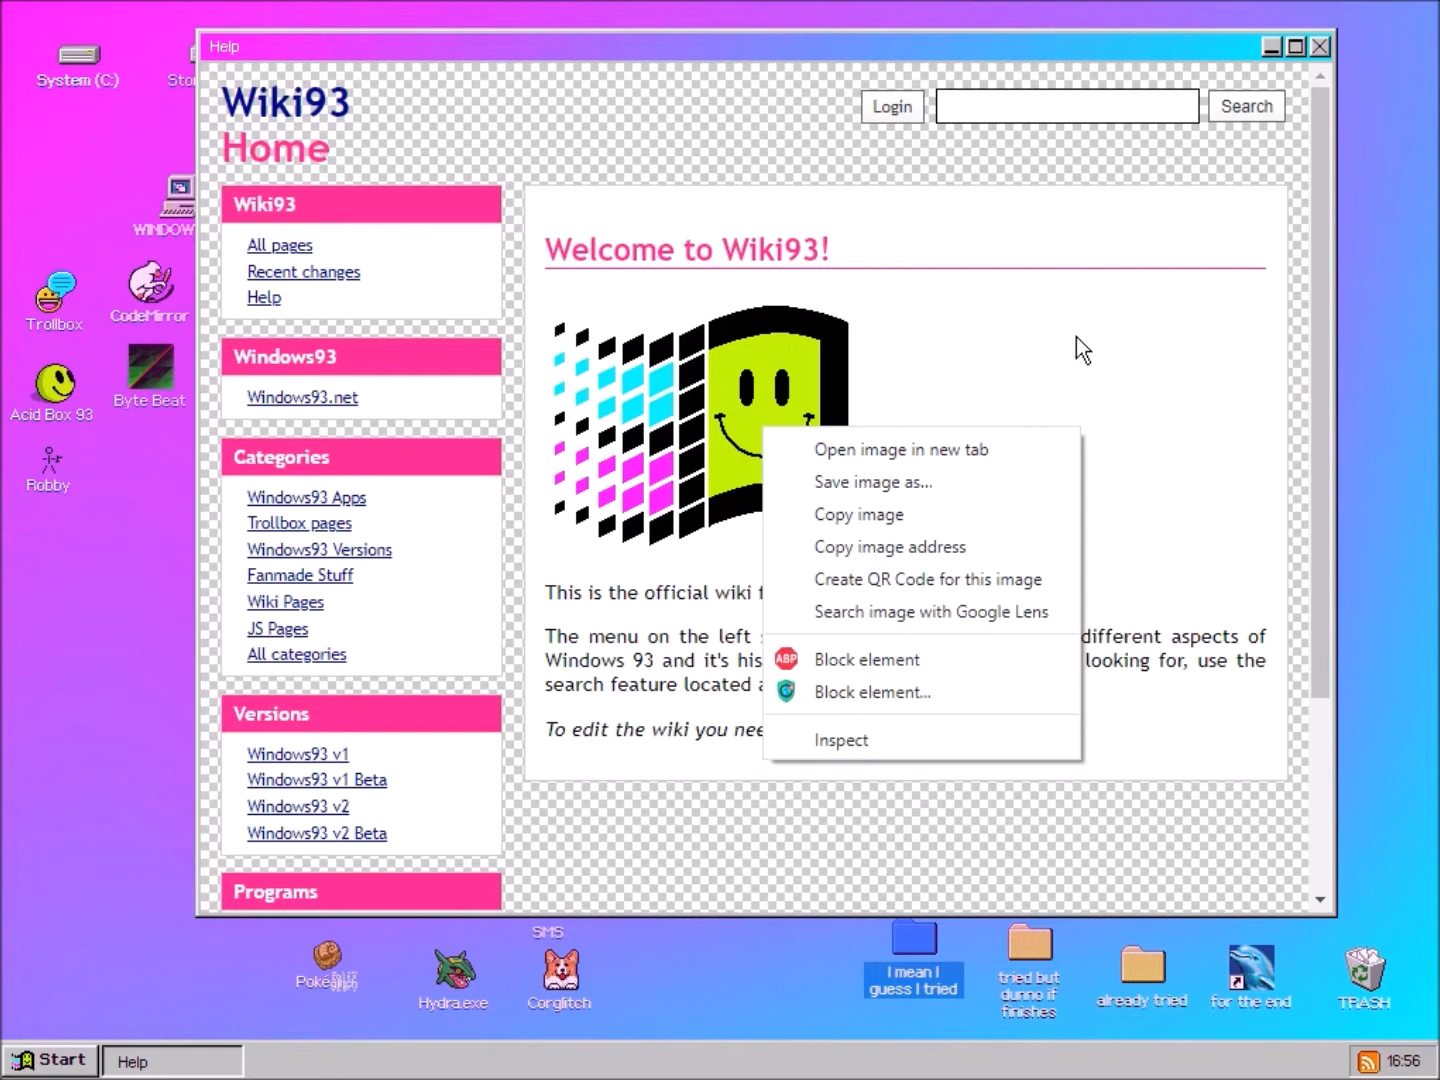 Help
System (C:)
Wiki93
Home
Login
Search
Wiki93
All pages
Recent changes
Help
Windows93
Windows93.net
Categories
Windows93 Apps
Trollbox pages
Windows93 Versions
Fanmade Stuff
Wiki Pages
JS Pages
All categories
Versions
Windows93 v1
Windows93 v1 Beta
Windows93 v2
Windows93 v2 Beta
Programs
Welcome to Wiki93!
This is the official wiki
The menu on the left
different aspects of
Windows 93 and it's
looking for, use the
search feature located
To edit the wiki you
Open image in new tab
Save image as...
Copy image
Copy image address
Create QR Code for this image
Search image with Google Lens
ABP
Block element
Block element...
Inspect
WINDOW
Trollbox
CodeMirror
Acid Box 93
Byte Beat
Robby
Hydra.exe
SMS
Corglitch
I mean I
guess I tried
tried but
dunno if
finishes
already tried
for the end
TRASH
Start
Help
16:56